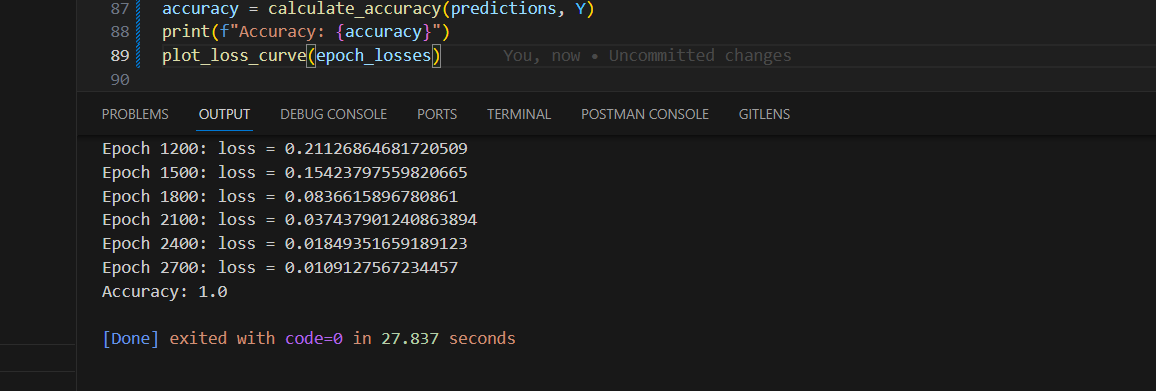 87 accuracy = calculate_accuracy(predictions, Y)
88 print(f"Accuracy: {accuracy}")
89 plot_loss_curve(epoch_losses) You, now • Uncommitted changes
90
PROBLEMS OUTPUT DEBUG CONSOLE PORTS TERMINAL POSTMAN CONSOLE GITLENS
Epoch 1200: loss = 0.21126864681720509
Epoch 1500: loss = 0.15423797559820665
Epoch 1800: loss = 0.0836615896780861
Epoch 2100: loss = 0.037437901240863894
Epoch 2400: loss = 0.01849351659189123
Epoch 2700: loss = 0.0109127567234457
Accuracy: 1.0
[Done] exited with code=0 in 27.837 seconds